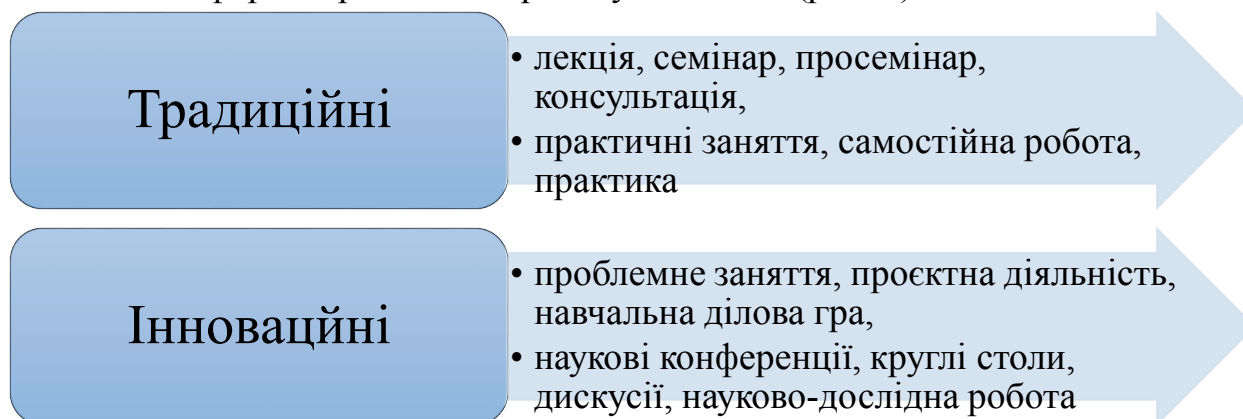 Традиційні
• лекція, семінар, просемінар,
консультація,
• практичні заняття, самостійна робота,
практика
Інноваційні
• проблемне заняття, проєктна діяльність,
навчальна ділова гра,
• наукові конференції, круглі столи,
дискусії, науково-дослідна робота